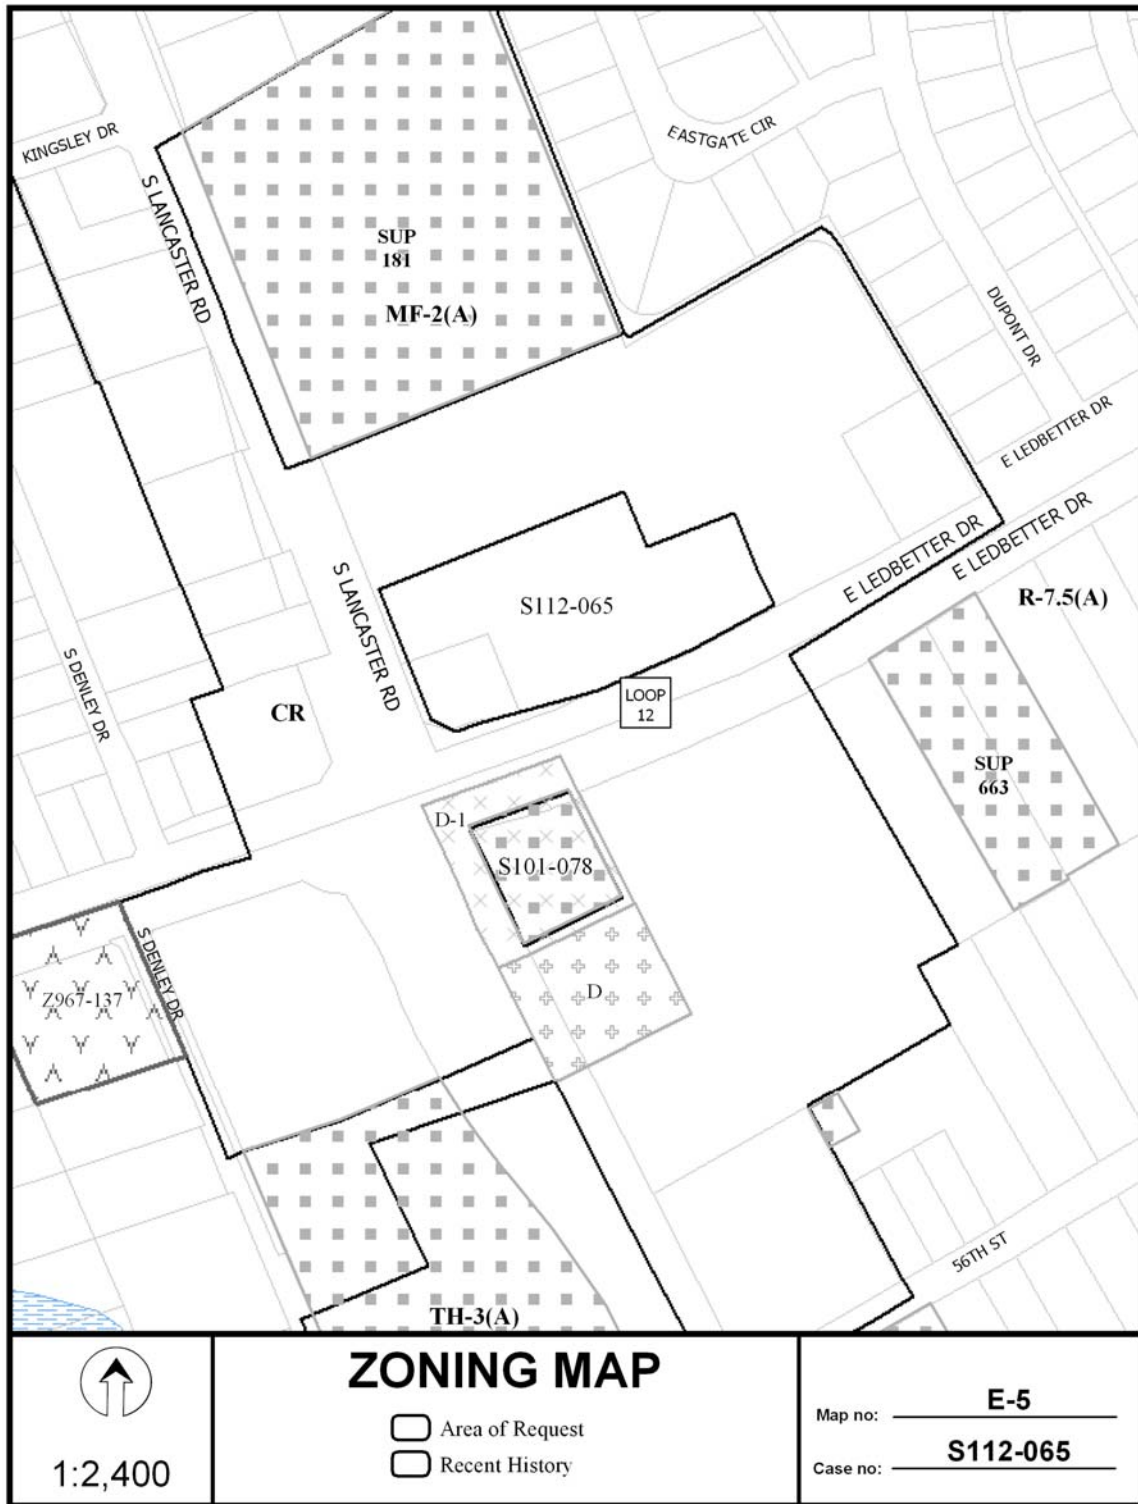 KINGSLEY DR
EASTGATE CIR
S LANCASTER RD
SUP
181
MF-2(A)
DUPONT DR
E LEDBETTER DR
E LEDBETTER DR
E LEDBETTER DR
R-7.5(A)
S112-065
S LANCASTER RD
S DENLEY DR
CR
LOOP
12
SUP
663
D-1
S101-078
S DENLEY DR
Z967-137
D
56TH ST
TH-3(A)
1:2,400
ZONING MAP
Area of Request
Recent History
Map no: E-5
Case no: S112-065